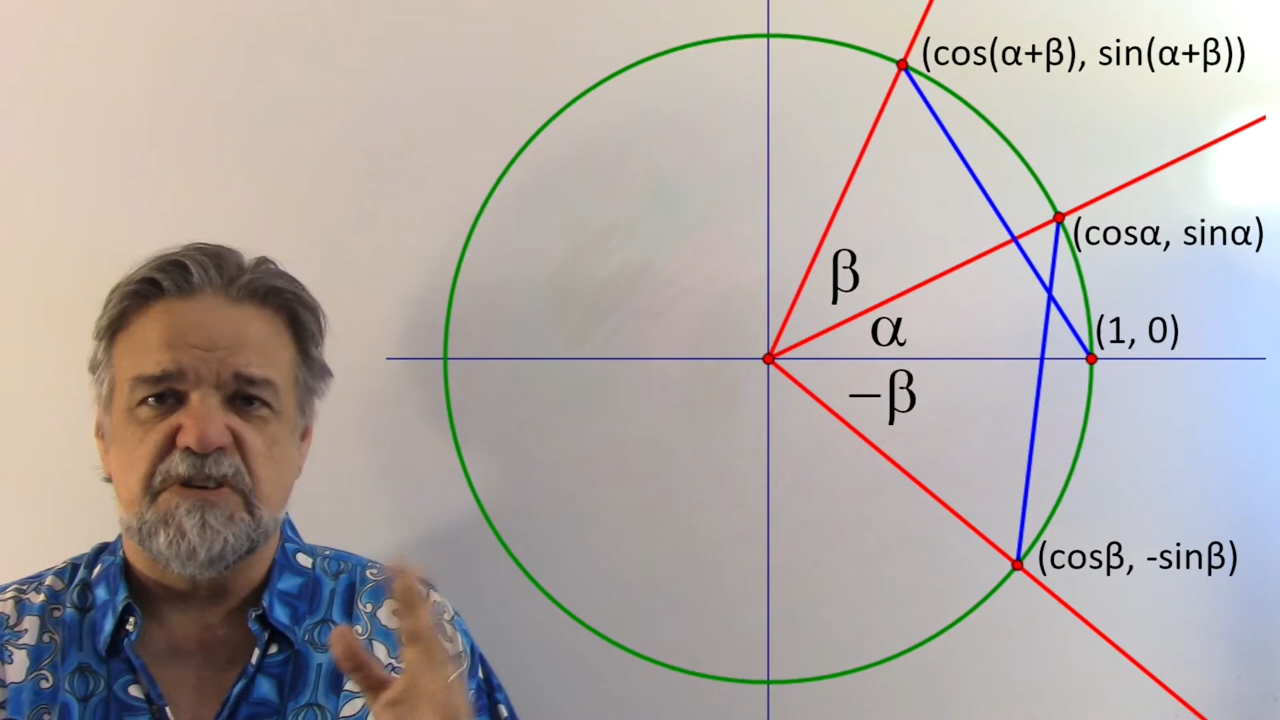 (cos(α+β), sin(α+β))
(cosα, sinα)
β
α
(1, 0)
−β
(cosβ, -sinβ)